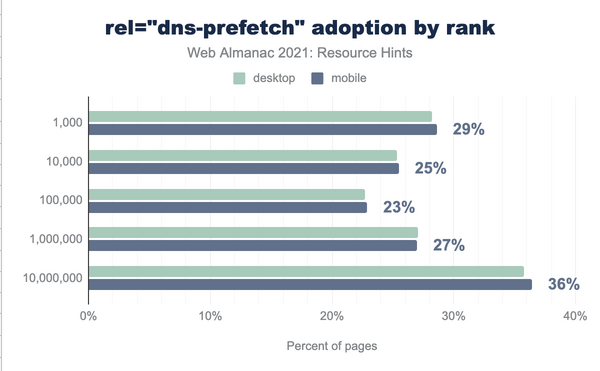 rel="dns-prefetch" adoption by rank
Web Almanac 2021: Resource Hints
desktop mobile
1,000 29%
10,000 25%
100,000 23%
1,000,000 27%
10,000,000 36%
0% 10% 20% 30% 40%
Percent of pages